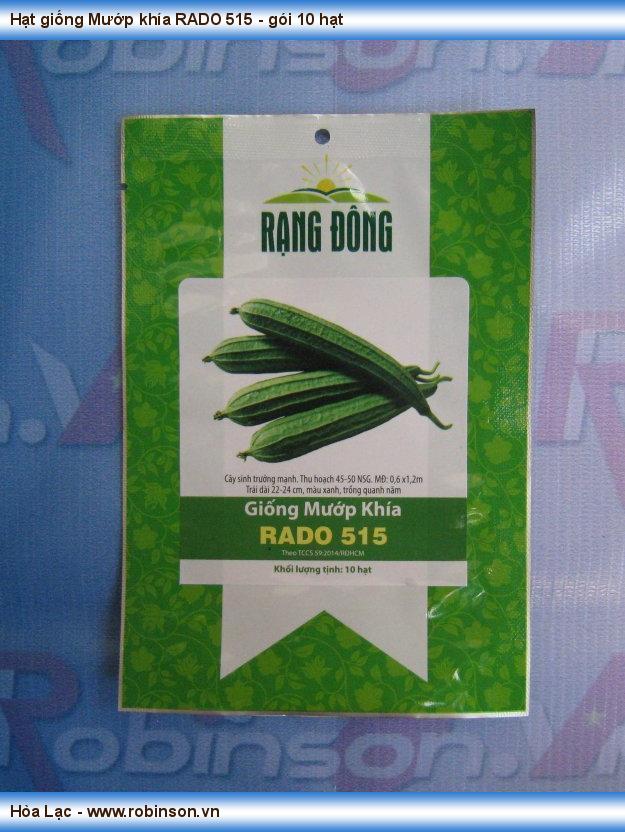 Hạt giống Mướp khía RADO 515 - gói 10 hạt
RẠNG ĐÔNG
Cây sinh trưởng mạnh. Thu hoạch 45-50 NSG. MĐ: 0,6 x1,2m
Trái dài 22-24 cm, màu xanh, trồng quanh năm
Giống Mướp Khía
RADO 515
Theo TCCS 59:2014/RĐHCM
Khối lượng tịnh: 10 hạt
Robinson.V
Hòa Lạc - www.robinson.vn